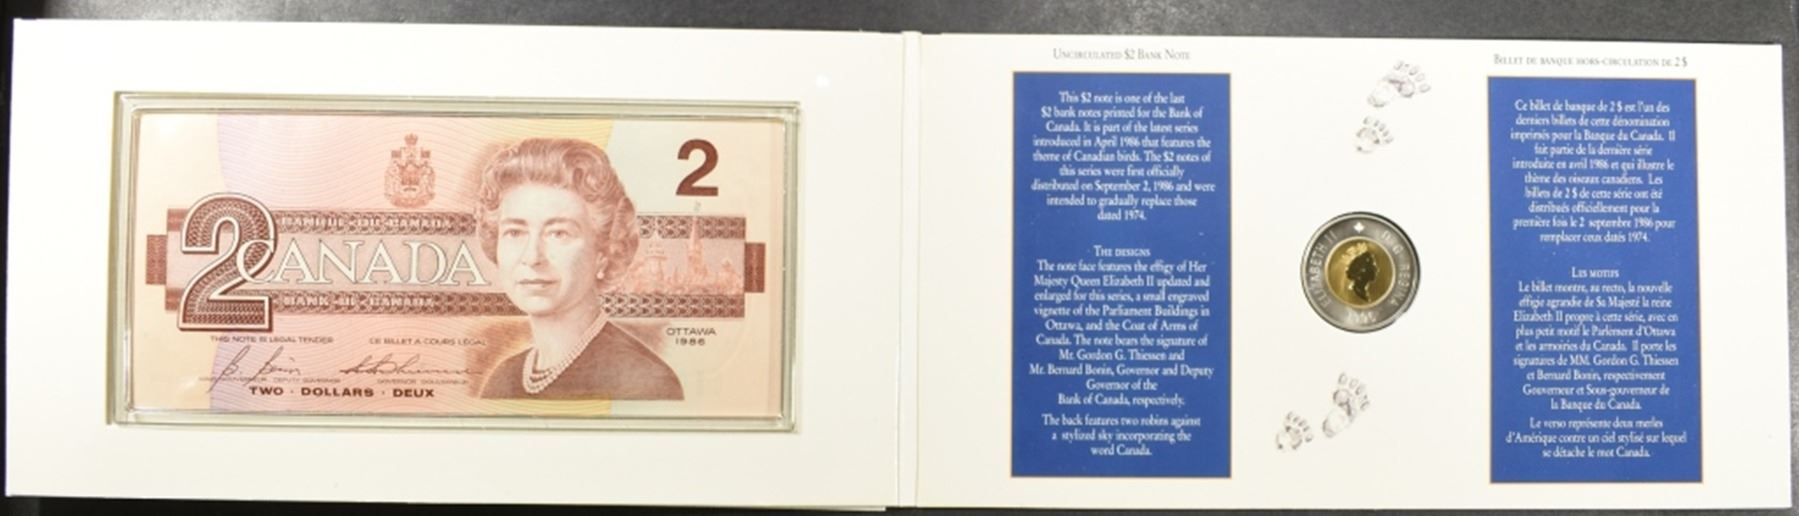 2
BANQUE·DU·CANADA
2
CANADA
BANK·OF·CANADA
OTTAWA
1986
THIS NOTE IS LEGAL TENDER
CE BILLET A COURS LÉGAL
DEPUTY GOVERNOR
GOVERNOR
TWO · DOLLARS · DEUX
UNCIRCULATED $2 BANK NOTE
This $2 note is one of the last
$2 bank notes printed for the Bank of
Canada. It is part of the latest series
introduced in April 1986 that features the
theme of Canadian birds. The $2 notes of
this series were first officially
distributed on September 2, 1986 and were
intended to gradually replace those
dated 1974.
THE DESIGNS
The note face features the effigy of Her
Majesty Queen Elizabeth II updated and
enlarged for this series, a small engraved
vignette of the Parliament Buildings in
Ottawa, and the Coat of Arms of
Canada. The note bears the signature of
Mr. Gordon G. Thiessen and
Mr. Bernard Bonin, Governor and Deputy
Governor of the
Bank of Canada, respectively.
The back features two robins against
a stylized sky incorporating the
word Canada.
ELIZABETH II D·G·REGINA
BILLET DE BANQUE HORS-CIRCULATION DE 2 $
Ce billet de banque de 2 $ est l'un des
derniers billets de cette dénomination
imprimés pour la Banque du Canada. Il
fait partie de la dernière série
introduite en avril 1986 et qui illustre le
thème des oiseaux canadiens. Les
billets de 2 $ de cette série ont été
distribués officiellement pour la
première fois le 2 septembre 1986 pour
remplacer ceux datés 1974.
LES MOTIFS
Le billet montre, au recto, la nouvelle
effigie agrandie de Sa Majesté la reine
Elizabeth II propre à cette série, avec en
plus petit motif le Parlement d'Ottawa
et les armoiries du Canada. Il porte les
signatures de MM. Gordon G. Thiessen
et Bernard Bonin, respectivement
Gouverneur et Sous-gouverneur de
la Banque du Canada.
Le verso représente deux merles
d'Amérique contre un ciel stylisé sur lequel
se détache le mot Canada.